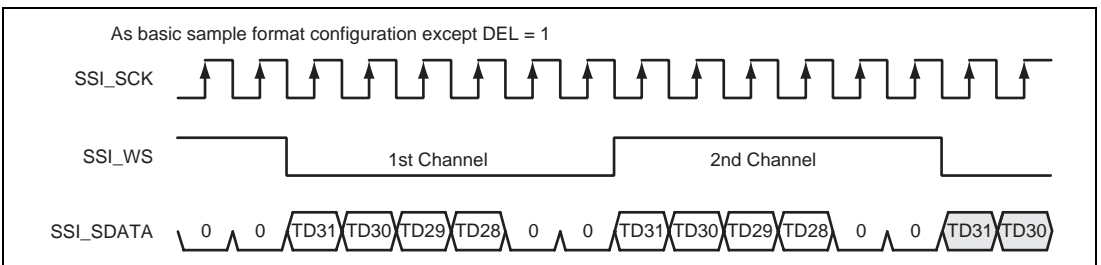 As basic sample format configuration except DEL = 1
SSI_SCK
SSI_WS
1st Channel
2nd Channel
SSI_SDATA
0 0 TD31 TD30 TD29 TD28 0 0 TD31 TD30 TD29 TD28 0 0 TD31 TD30